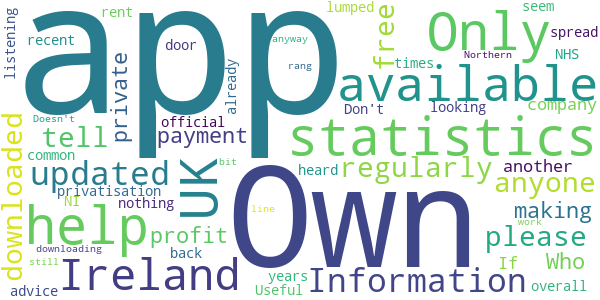 app
Own
Only
available
statistics
free
lumped
seem
spread
NHS
Northern
times
company
looking
Don't
already
anyway
rang
rent
door
recent
listening
private
official
payment
Doesn't
tell
common
updated
privatisation
nothing
NI
downloaded
help
profit
UK
bit
heard
regularly
another
anyone
making
please
Who
If
overall
work
Information
Ireland
back
line
years
Useful
downloading
still
advice